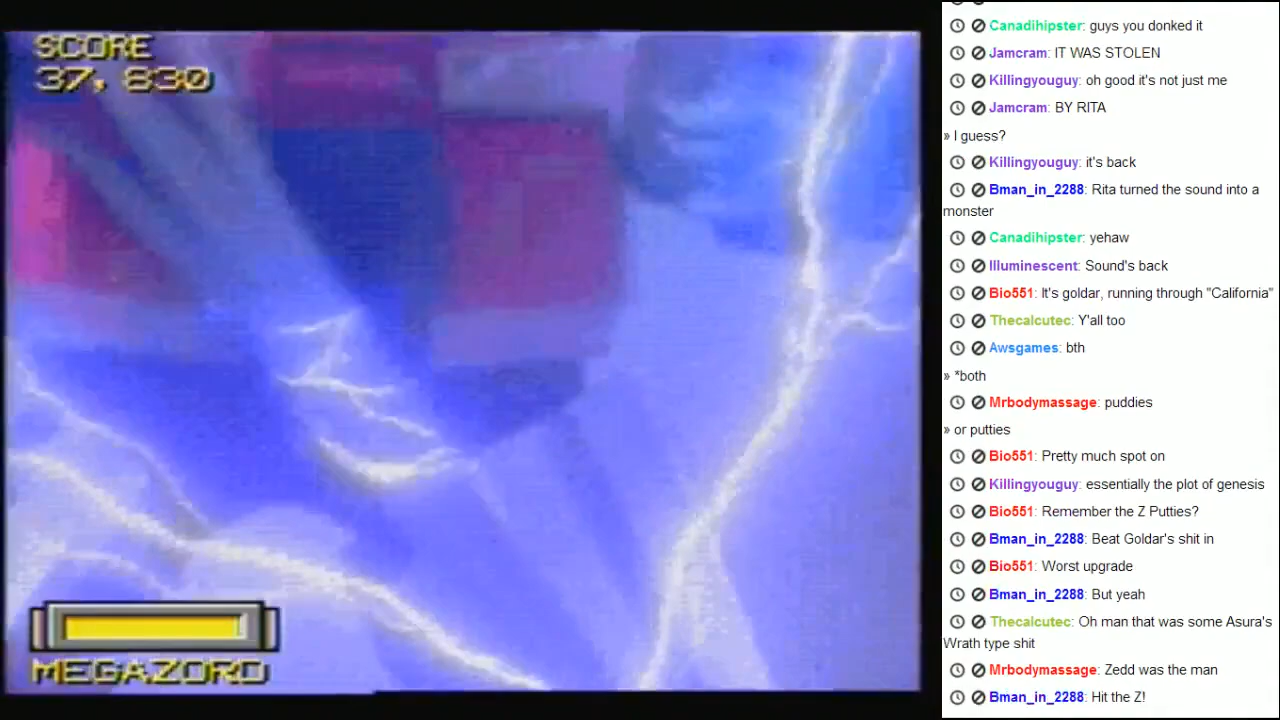 SCORE
37,830
MEGAZORD
Canadihipster: guys you donked it
Jamcram: IT WAS STOLEN
Killingyouguy: oh good it's not just me
Jamcram: BY RITA
» I guess?
Killingyouguy: it's back
Bman_in_2288: Rita turned the sound into a
monster
Canadihipster: yehaw
Illuminescent: Sound's back
Bio551: It's goldar, running through "California"
Thecalcutec: Y'all too
Awsgames: bth
» *both
Mrbodymassage: puddies
» or putties
Bio551: Pretty much spot on
Killingyouguy: essentially the plot of genesis
Bio551: Remember the Z Putties?
Bman_in_2288: Beat Goldar's shit in
Bio551: Worst upgrade
Bman_in_2288: But yeah
Thecalcutec: Oh man that was some Asura's
Wrath type shit
Mrbodymassage: Zedd was the man
Bman_in_2288: Hit the Z!